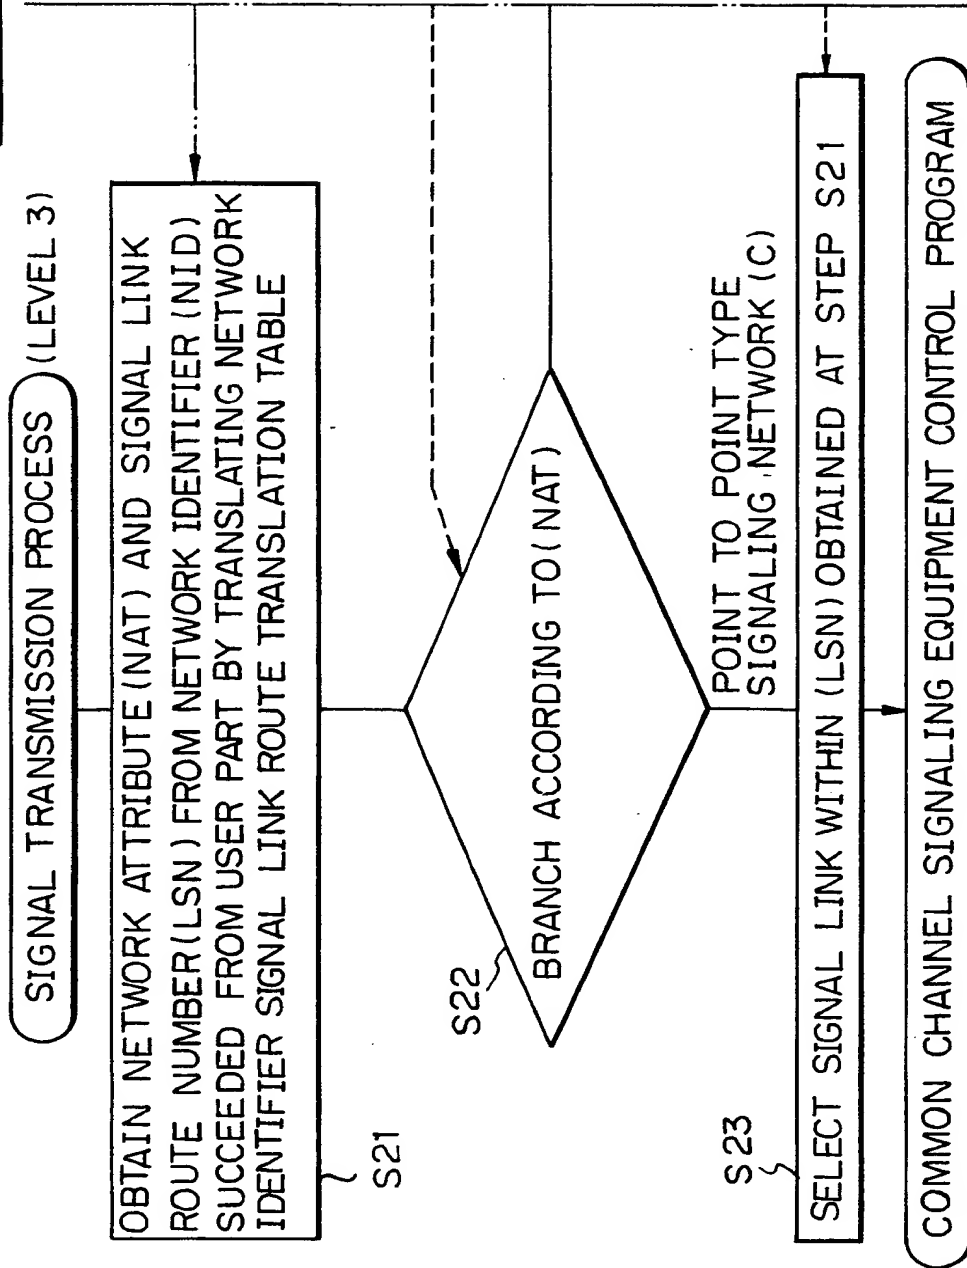 SIGNAL TRANSMISSION PROCESS (LEVEL 3)
OBTAIN NETWORK ATTRIBUTE (NAT) AND SIGNAL LINK
ROUTE NUMBER (LSN) FROM NETWORK IDENTIFIER (NID)
SUCCEEDED FROM USER PART BY TRANSLATING NETWORK
IDENTIFIER SIGNAL LINK ROUTE TRANSLATION TABLE
S21
S22
BRANCH ACCORDING TO (NAT)
POINT TO POINT TYPE
SIGNALING NETWORK (C)
S23
SELECT SIGNAL LINK WITHIN (LSN) OBTAINED AT STEP S21
COMMON CHANNEL SIGNALING EQUIPMENT CONTROL PROGRAM